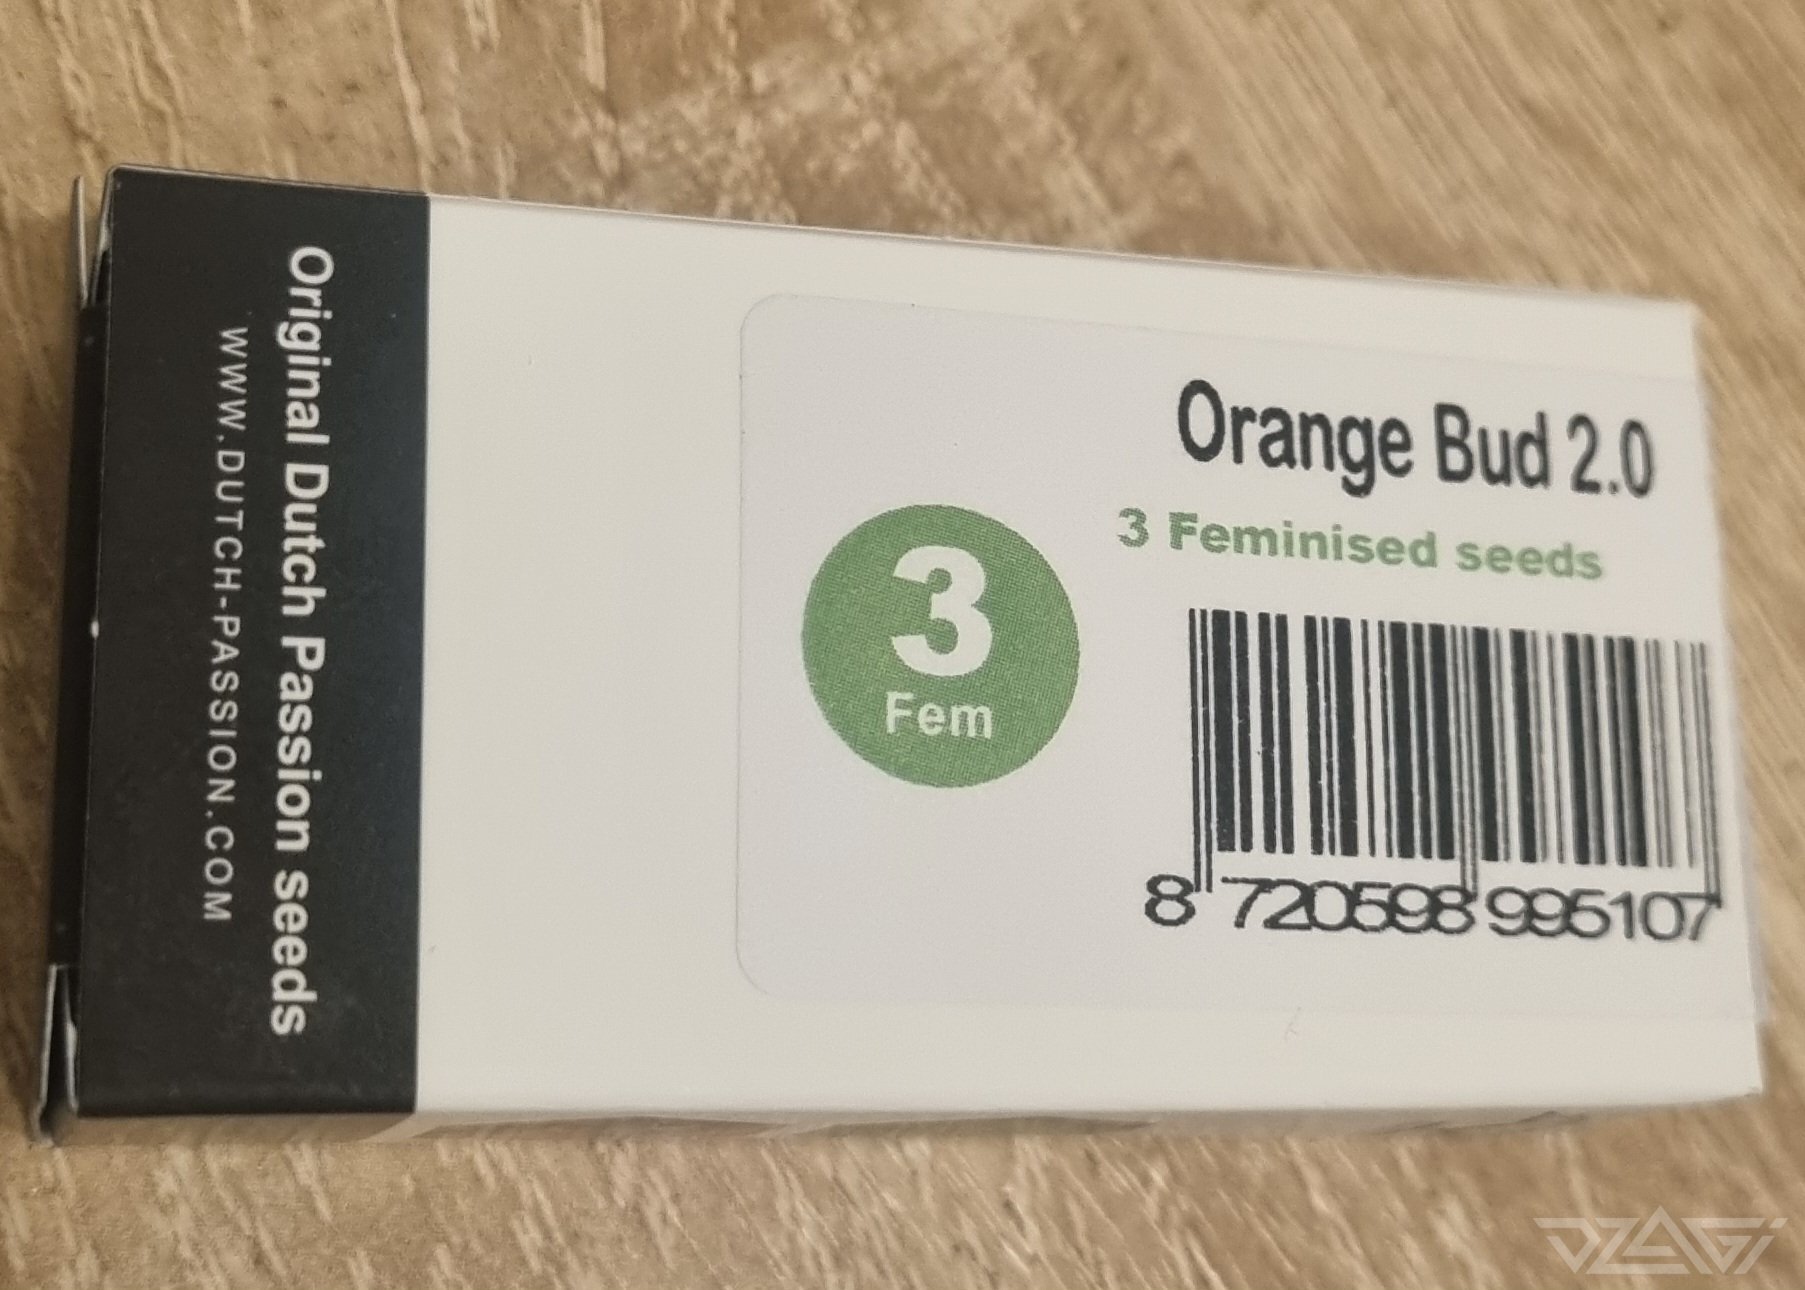 Original Dutch Passion seeds
WWW.DUTCH-PASSION.COM
Orange Bud 2.0
3 Feminised seeds
3
Fem
8 720598 995107
DZAGI